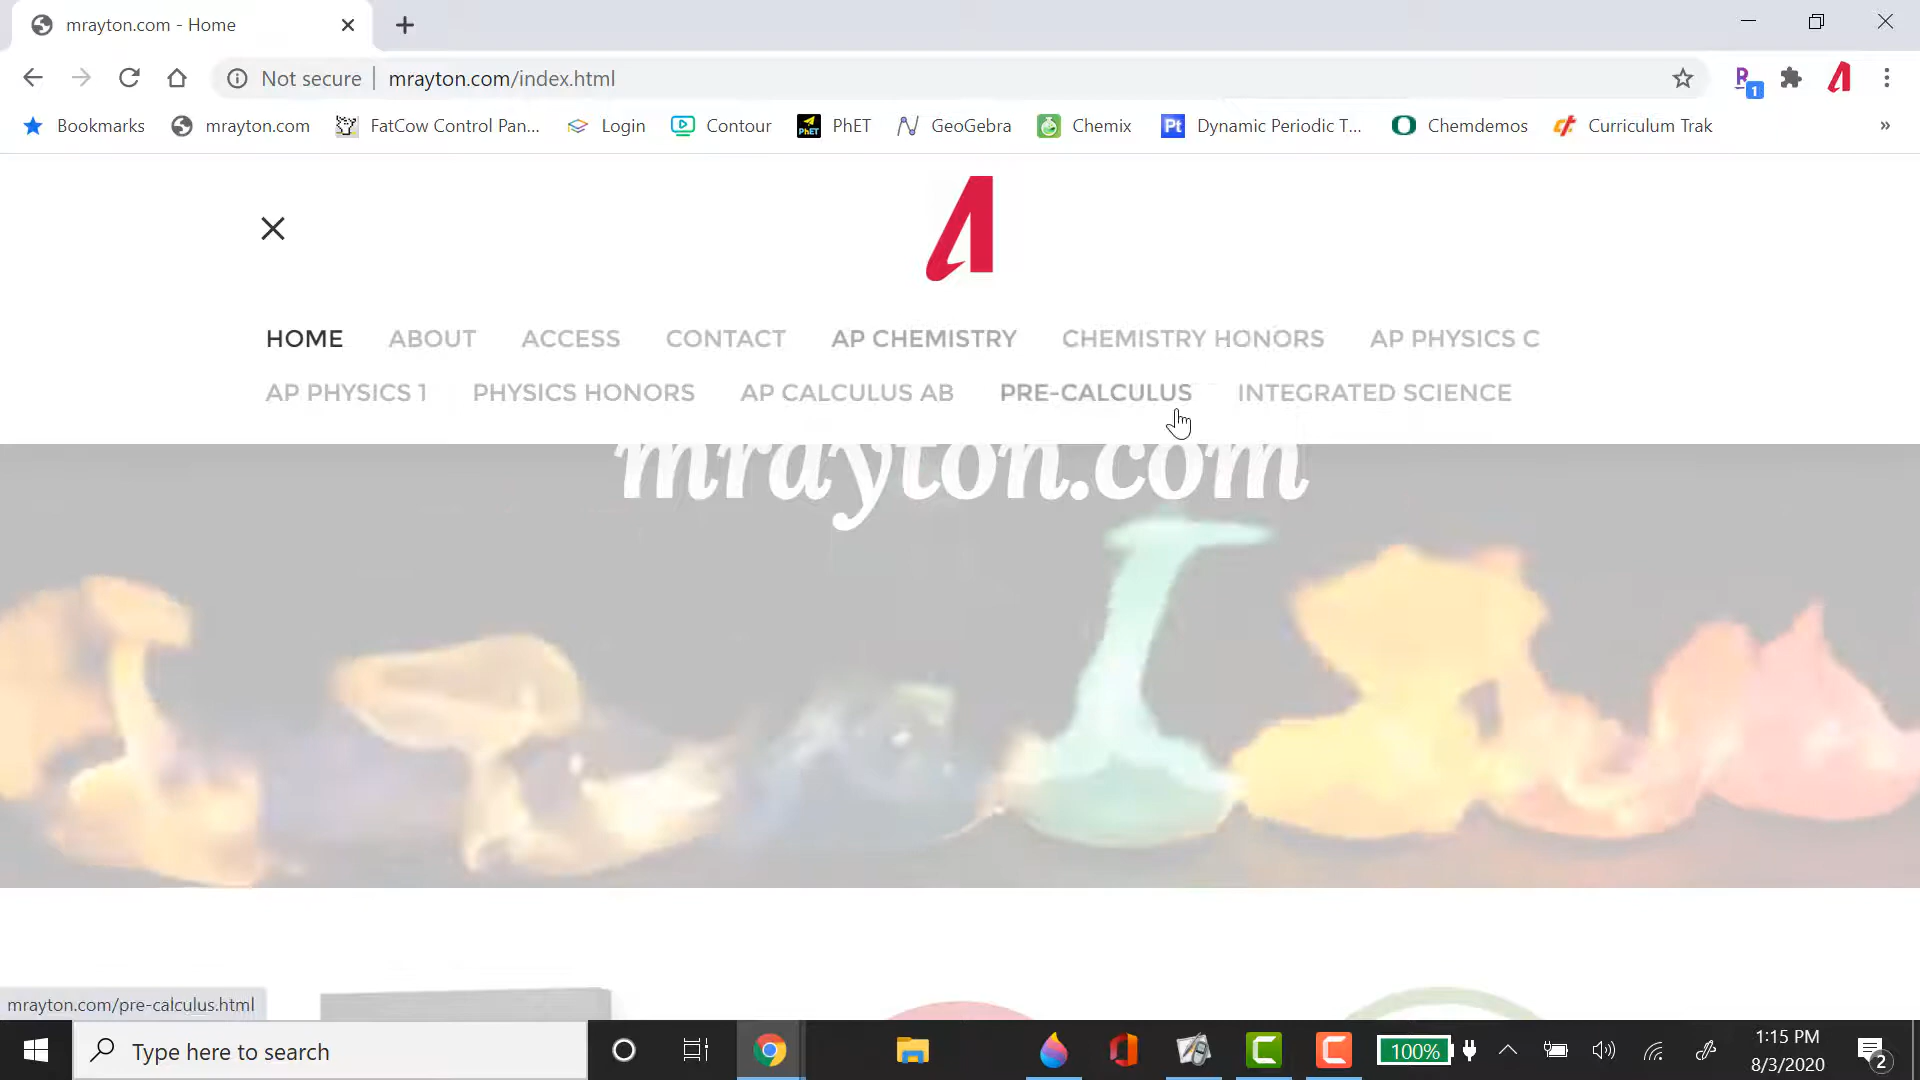 mrayton.com - Home
Not secure mrayton.com/index.html
1
Bookmarks mrayton.com FatCow Control Pan... Login Contour PhET GeoGebra Chemix Pt Dynamic Periodic T... Chemdemos Curriculum Trak »
HOME ABOUT ACCESS CONTACT AP CHEMISTRY CHEMISTRY HONORS AP PHYSICS C
AP PHYSICS 1 PHYSICS HONORS AP CALCULUS AB PRE-CALCULUS INTEGRATED SCIENCE
mrayton.com
mrayton.com/pre-calculus.html
Type here to search
100%
1:15 PM
8/3/2020
2